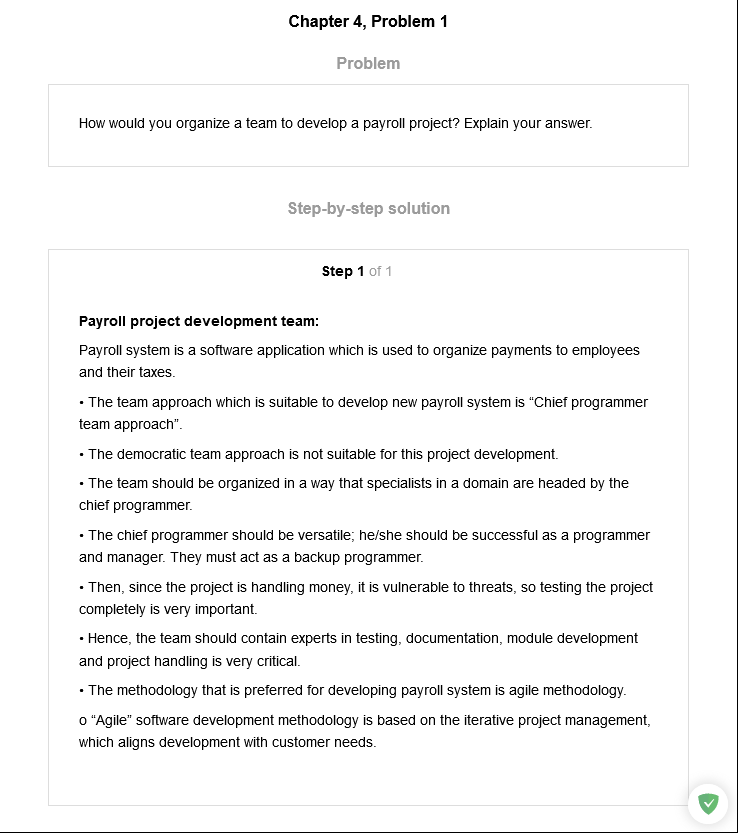 Chapter 4, Problem 1
Problem
How would you organize a team to develop a payroll project? Explain your answer.
Step-by-step solution
Step 1 of 1
Payroll project development team:
Payroll system is a software application which is used to organize payments to employees
and their taxes.
• The team approach which is suitable to develop new payroll system is “Chief programmer
team approach”.
• The democratic team approach is not suitable for this project development.
• The team should be organized in a way that specialists in a domain are headed by the
chief programmer.
• The chief programmer should be versatile; he/she should be successful as a programmer
and manager. They must act as a backup programmer.
• Then, since the project is handling money, it is vulnerable to threats, so testing the project
completely is very important.
• Hence, the team should contain experts in testing, documentation, module development
and project handling is very critical.
• The methodology that is preferred for developing payroll system is agile methodology.
o “Agile” software development methodology is based on the iterative project management,
which aligns development with customer needs.